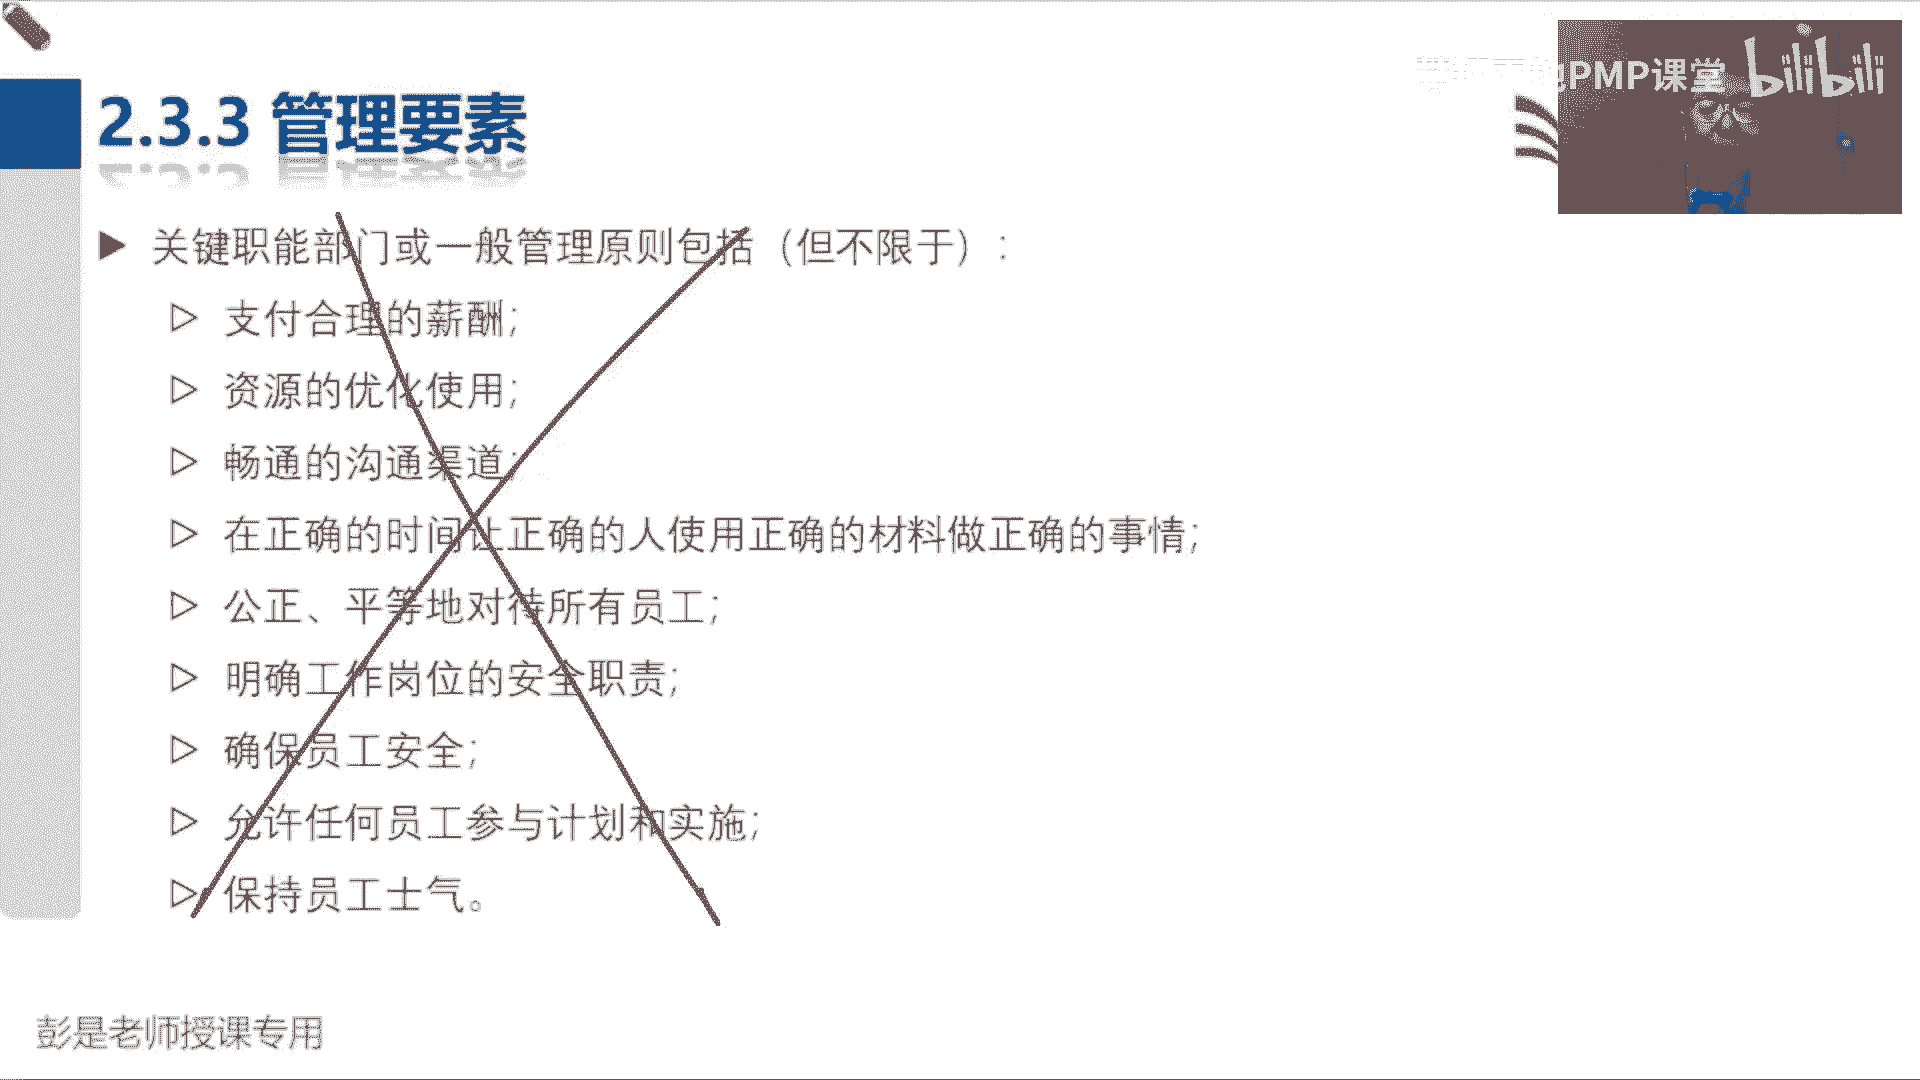 PMP课堂 bilibili
2.3.3 管理要素
关键职能部门或一般管理原则包括（但不限于）：
支付合理的薪酬；
资源的优化使用；
畅通的沟通渠道；
在正确的时间让正确的人使用正确的材料做正确的事情；
公正、平等地对待所有员工；
明确工作岗位的安全职责；
确保员工安全；
允许任何员工参与计划和实施；
保持员工士气。
彭是老师授课专用